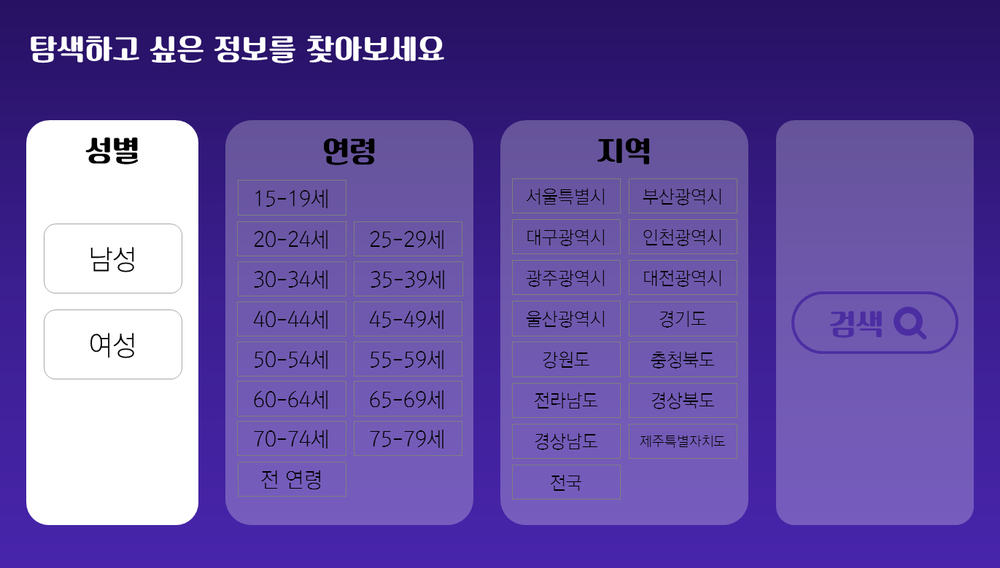 탐색하고 싶은 정보를 찾아보세요
성별
남성
여성
연령
15-19세
20-24세 25-29세
30-34세 35-39세
40-44세 45-49세
50-54세 55-59세
60-64세 65-69세
70-74세 75-79세
전 연령
지역
서울특별시 부산광역시
대구광역시 인천광역시
광주광역시 대전광역시
울산광역시 경기도
강원도 충청북도
전라남도 경상북도
경상남도 제주특별자치도
전국
검색